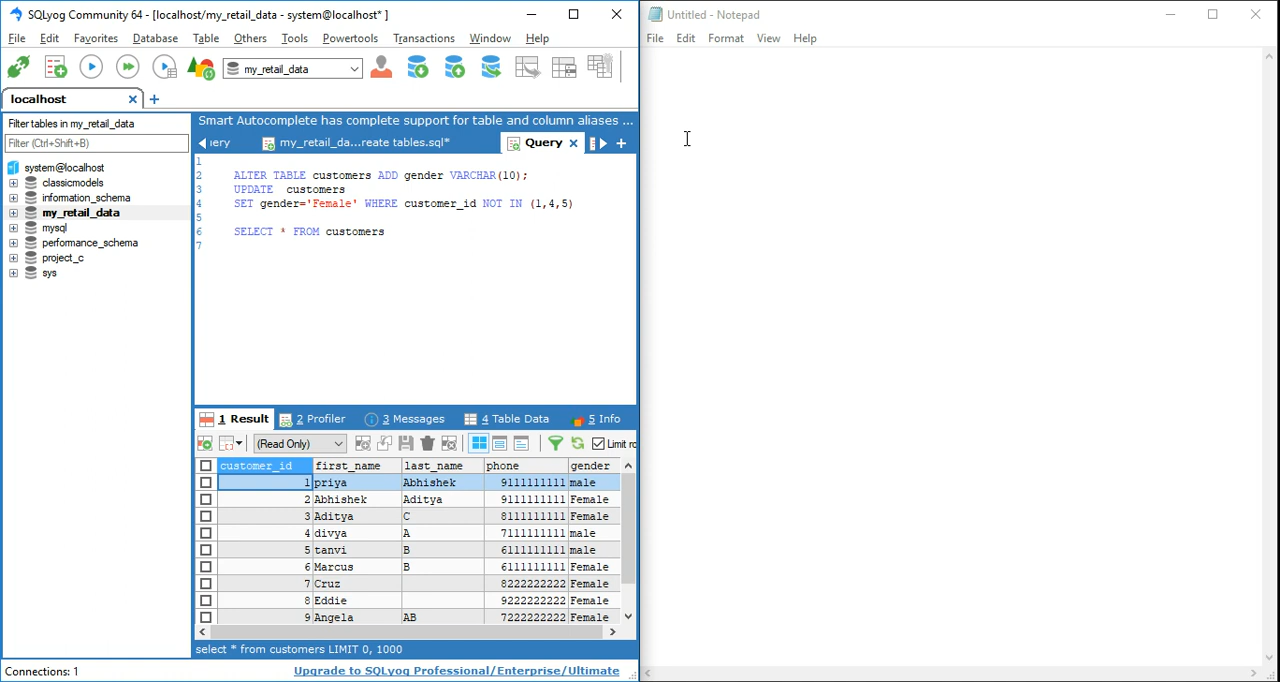 SQLyog Community 64 - [localhost/my_retail_data - system@localhost* ]
File Edit Favorites Database Table Others Tools Powertools Transactions Window Help
my_retail_data
localhost
Filter tables in my_retail_data
Filter (Ctrl+Shift+B)
system@localhost
classicmodels
information_schema
my_retail_data
mysql
performance_schema
project_c
sys
Smart Autocomplete has complete support for table and column aliases ...
iery my_retail_da...reate tables.sql* Query
1
2 ALTER TABLE customers ADD gender VARCHAR(10);
3 UPDATE customers
4 SET gender='Female' WHERE customer_id NOT IN (1,4,5)
5
6 SELECT * FROM customers
7
1 Result 2 Profiler 3 Messages 4 Table Data 5 Info
(Read Only) Limit ro
customer_id first_name last_name phone gender
1 priya Abhishek 9111111111 male
2 Abhishek Aditya 9111111111 Female
3 Aditya C 8111111111 Female
4 divya A 7111111111 male
5 tanvi B 6111111111 male
6 Marcus B 6111111111 Female
7 Cruz 8222222222 Female
8 Eddie 9222222222 Female
9 Angela AB 7222222222 Female
select * from customers LIMIT 0, 1000
Connections: 1 Upgrade to SQLyog Professional/Enterprise/Ultimate
Untitled - Notepad
File Edit Format View Help